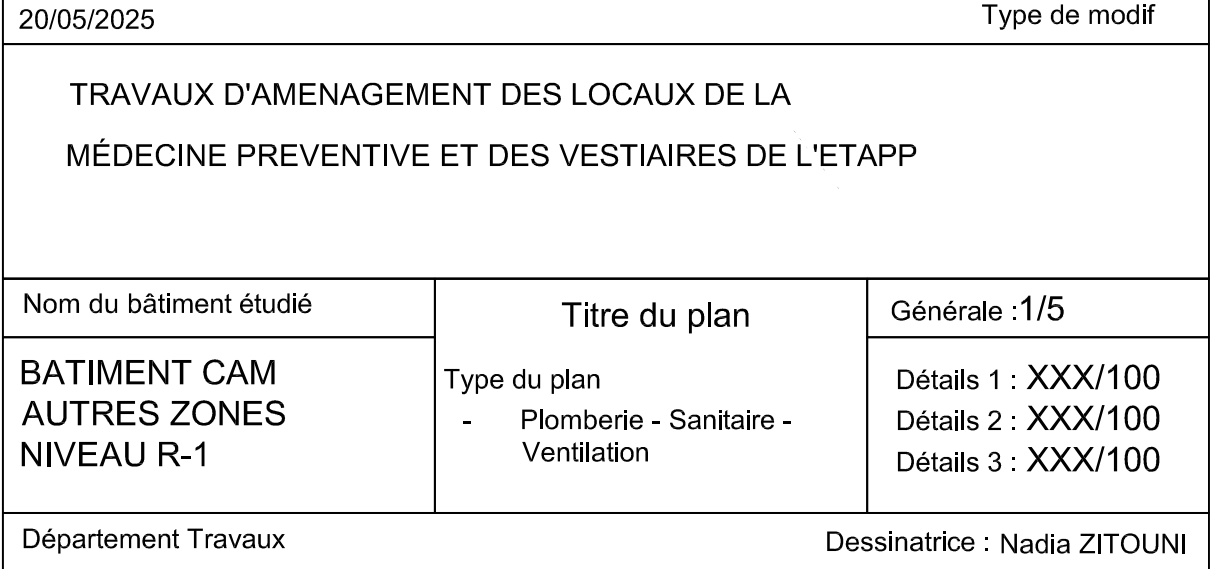 20/05/2025
Type de modif
TRAVAUX D'AMENAGEMENT DES LOCAUX DE LA
MÉDECINE PREVENTIVE ET DES VESTIAIRES DE L'ETAPP
Nom du bâtiment étudié
BATIMENT CAM
AUTRES ZONES
NIVEAU R-1
Titre du plan
Type du plan
- Plomberie - Sanitaire -
Ventilation
Générale :1/5
Détails 1 : XXX/100
Détails 2 : XXX/100
Détails 3 : XXX/100
Département Travaux
Dessinatrice : Nadia ZITOUNI